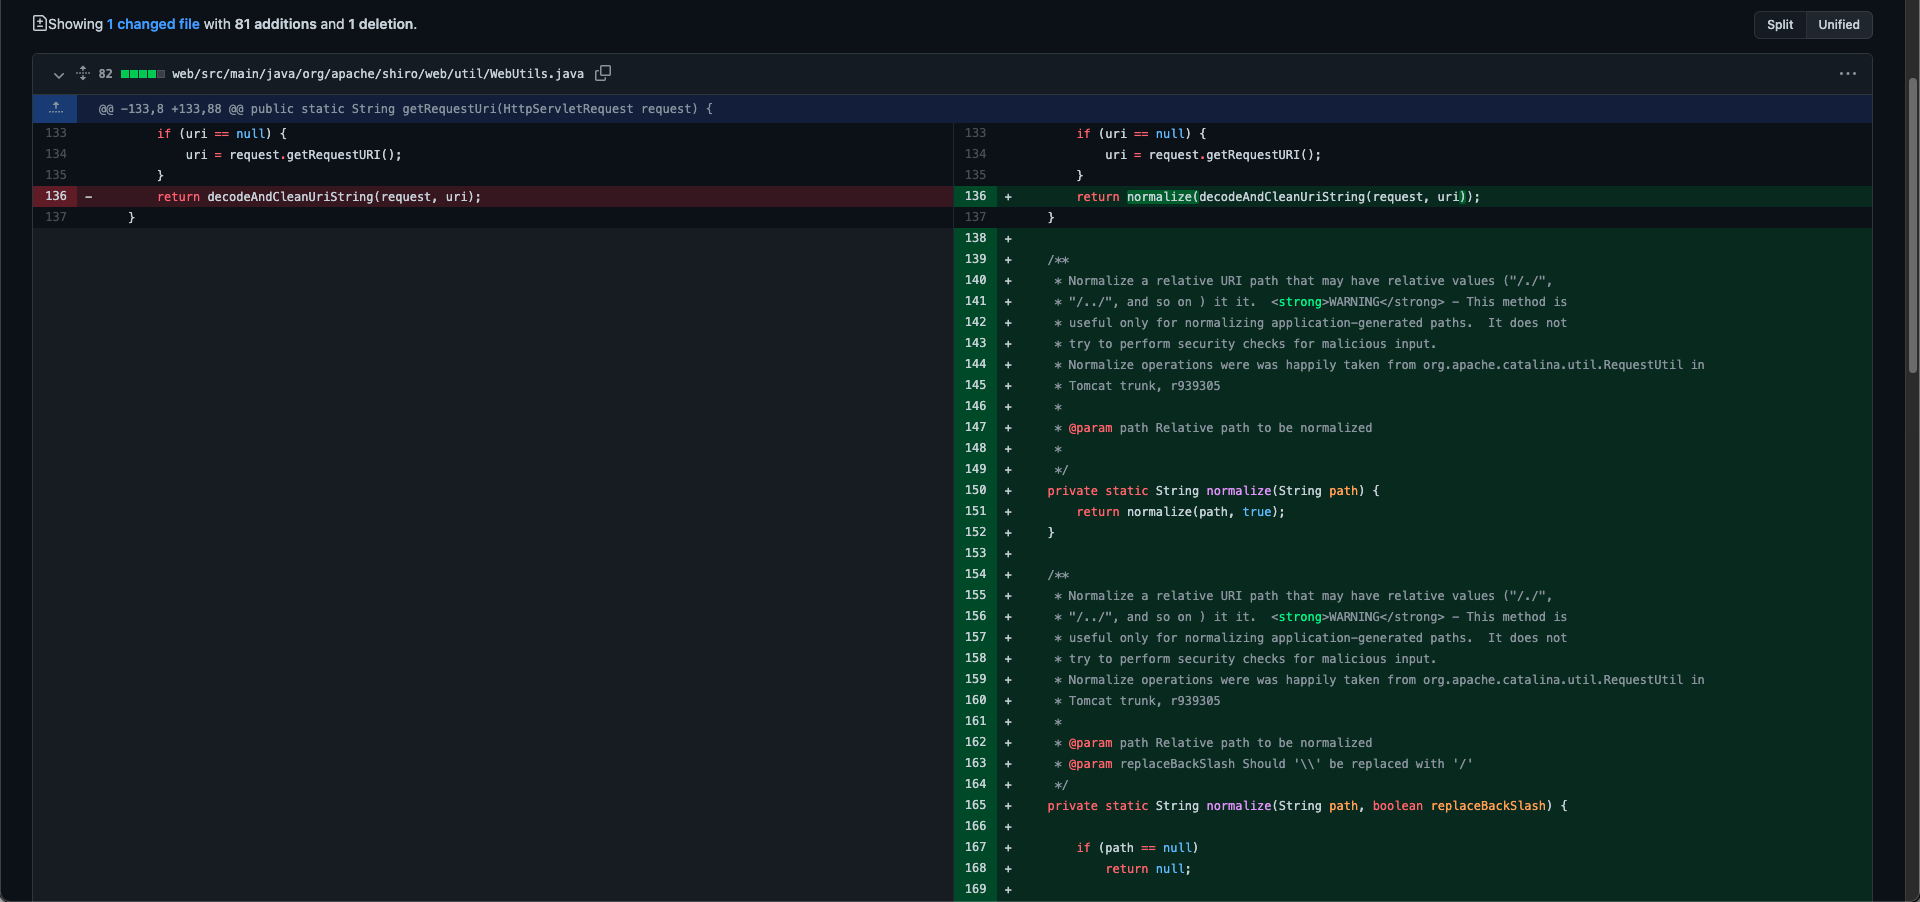 Showing 1 changed file with 81 additions and 1 deletion.
Split Unified
82 web/src/main/java/org/apache/shiro/web/util/WebUtils.java
@@ -133,8 +133,88 @@ public static String getRequestUri(HttpServletRequest request) {
133 if (uri == null) {
134 uri = request.getRequestURI();
135 }
136 - return decodeAndCleanUriString(request, uri);
137 }
133 if (uri == null) {
134 uri = request.getRequestURI();
135 }
136 + return normalize(decodeAndCleanUriString(request, uri));
137 }
138 +
139 + /**
140 + * Normalize a relative URI path that may have relative values ("/./",
141 + * "/../", and so on ) it it.  <strong>WARNING</strong> - This method is
142 + * useful only for normalizing application-generated paths.  It does not
143 + * try to perform security checks for malicious input.
144 + * Normalize operations were was happily taken from org.apache.catalina.util.RequestUtil in
145 + * Tomcat trunk, r939305
146 + *
147 + * @param path Relative path to be normalized
148 + *
149 + */
150 + private static String normalize(String path) {
151 + return normalize(path, true);
152 + }
153 +
154 + /**
155 + * Normalize a relative URI path that may have relative values ("/./",
156 + * "/../", and so on ) it it.  <strong>WARNING</strong> - This method is
157 + * useful only for normalizing application-generated paths.  It does not
158 + * try to perform security checks for malicious input.
159 + * Normalize operations were was happily taken from org.apache.catalina.util.RequestUtil in
160 + * Tomcat trunk, r939305
161 + *
162 + * @param path Relative path to be normalized
163 + * @param replaceBackSlash Should '\\' be replaced with '/'
164 + */
165 + private static String normalize(String path, boolean replaceBackSlash) {
166 +
167 + if (path == null)
168 + return null;
169 +